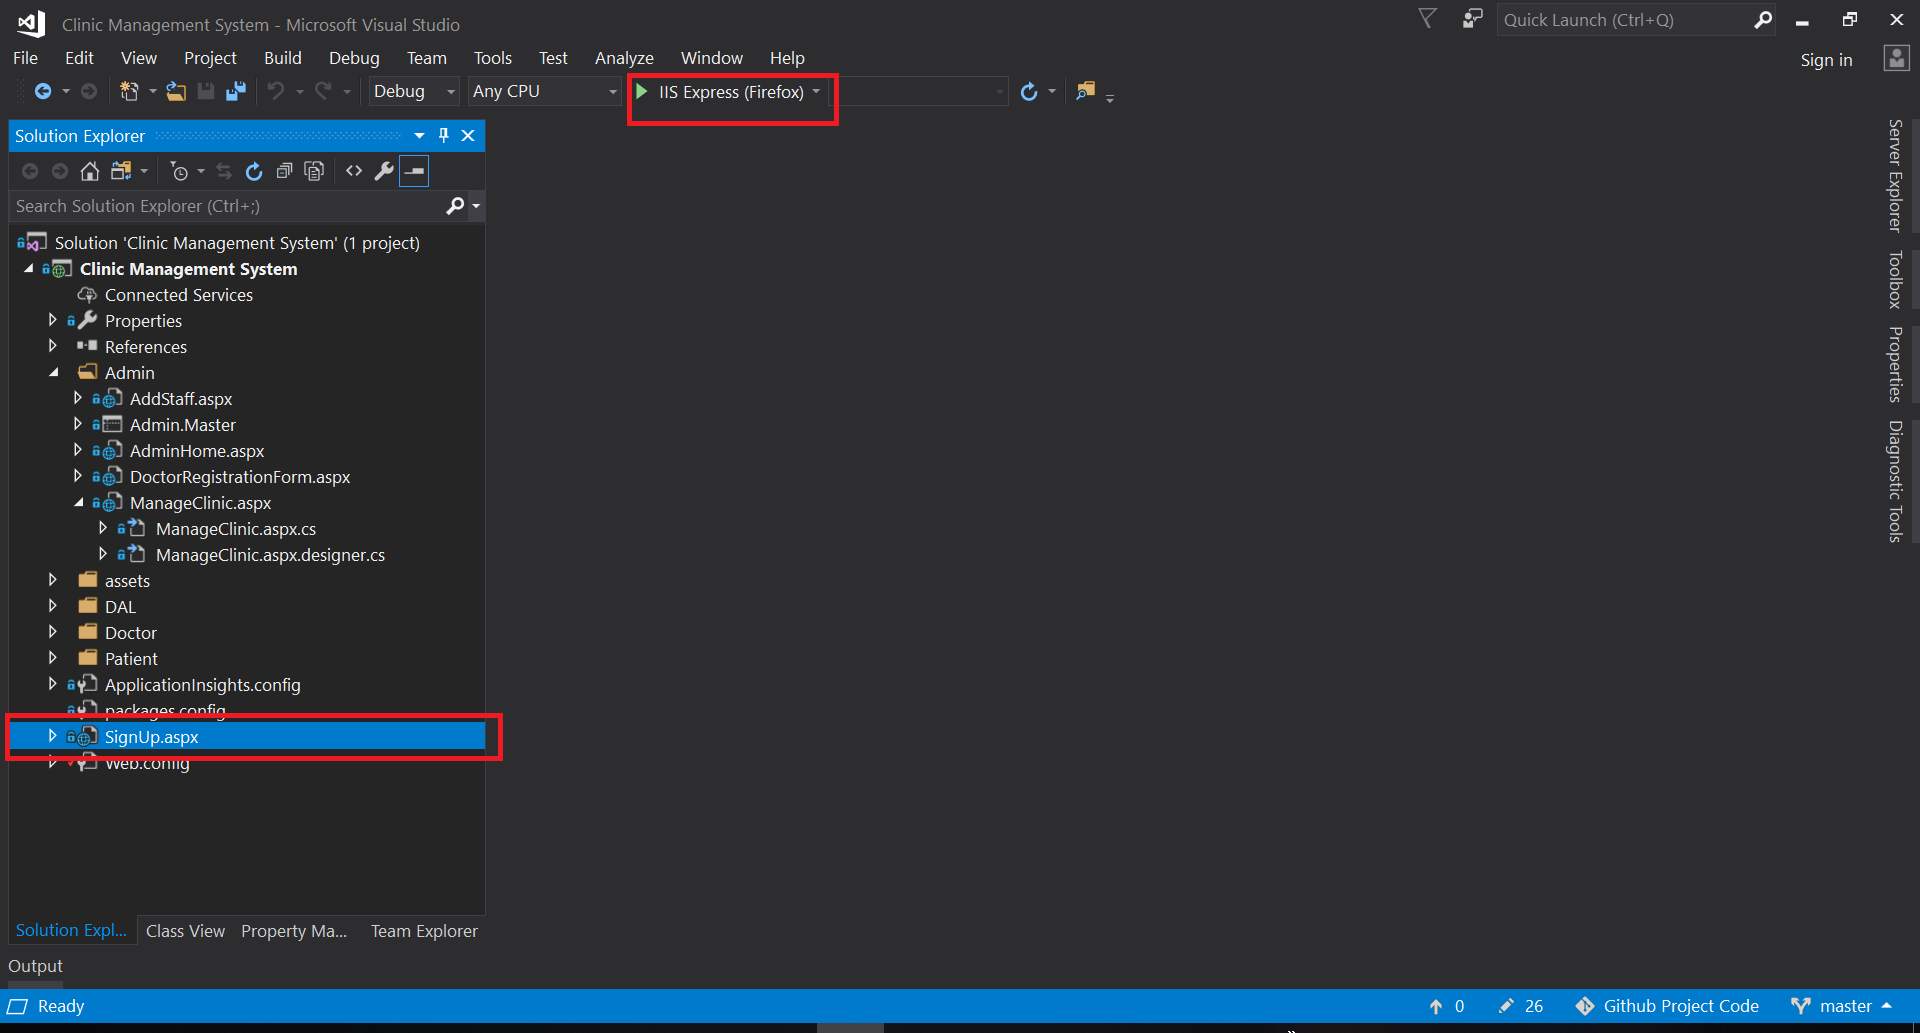 Clinic Management System - Microsoft Visual Studio
Quick Launch (Ctrl+Q)
File Edit View Project Build Debug Team Tools Test Analyze Window Help
Sign in
Debug Any CPU IIS Express (Firefox)
Solution Explorer
Search Solution Explorer (Ctrl+;)
Solution 'Clinic Management System' (1 project)
Clinic Management System
Connected Services
Properties
References
Admin
AddStaff.aspx
Admin.Master
AdminHome.aspx
DoctorRegistrationForm.aspx
ManageClinic.aspx
ManageClinic.aspx.cs
ManageClinic.aspx.designer.cs
assets
DAL
Doctor
Patient
ApplicationInsights.config
packages.config
SignUp.aspx
Web.config
Solution Expl... Class View Property Ma... Team Explorer
Output
Ready
0 26 Github Project Code master
Server Explorer
Toolbox
Properties
Diagnostic Tools